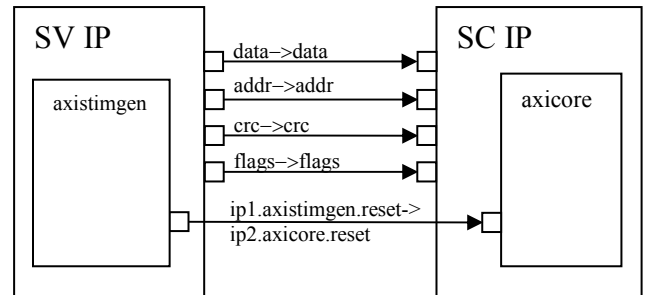 SV IP
SC IP
data–>data
addr–>addr
crc–>crc
flags–>flags
axistimgen
axicore
ip1.axistimgen.reset->
ip2.axicore.reset